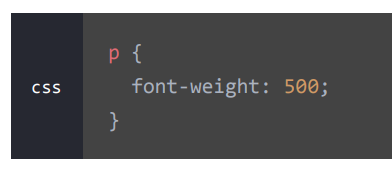 css
p {
font-weight: 500;
}